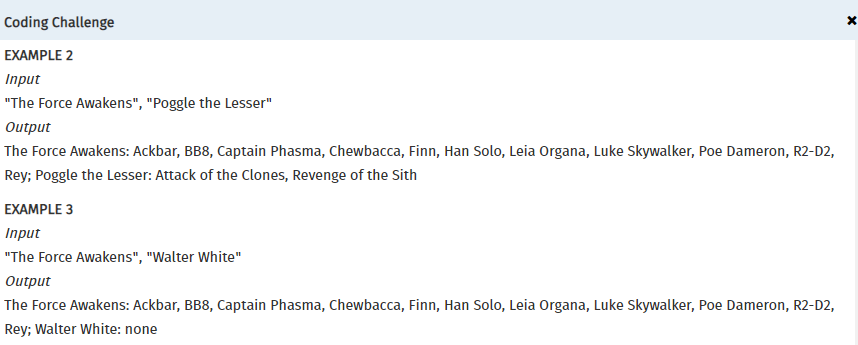 Coding Challenge
EXAMPLE 2
Input
"The Force Awakens", "Poggle the Lesser"
Output
The Force Awakens: Ackbar, BB8, Captain Phasma, Chewbacca, Finn, Han Solo, Leia Organa, Luke Skywalker, Poe Dameron, R2-D2,
Rey; Poggle the Lesser: Attack of the Clones, Revenge of the Sith
EXAMPLE 3
Input
"The Force Awakens", "Walter White"
Output
The Force Awakens: Ackbar, BB8, Captain Phasma, Chewbacca, Finn, Han Solo, Leia Organa, Luke Skywalker, Poe Dameron, R2-D2,
Rey; Walter White: none